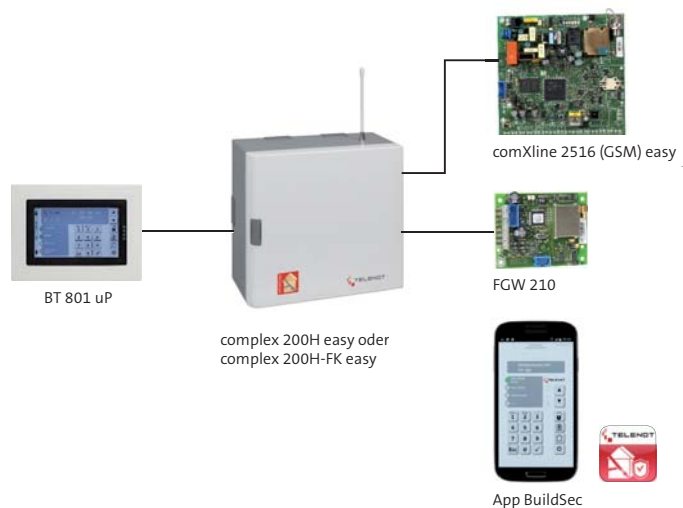 comXline 2516 (GSM) easy
BT 801 uP
TELENOT
FGW 210
complex 200H easy oder
complex 200H-FK easy
TELENOT
TELENOT
App BuildSec